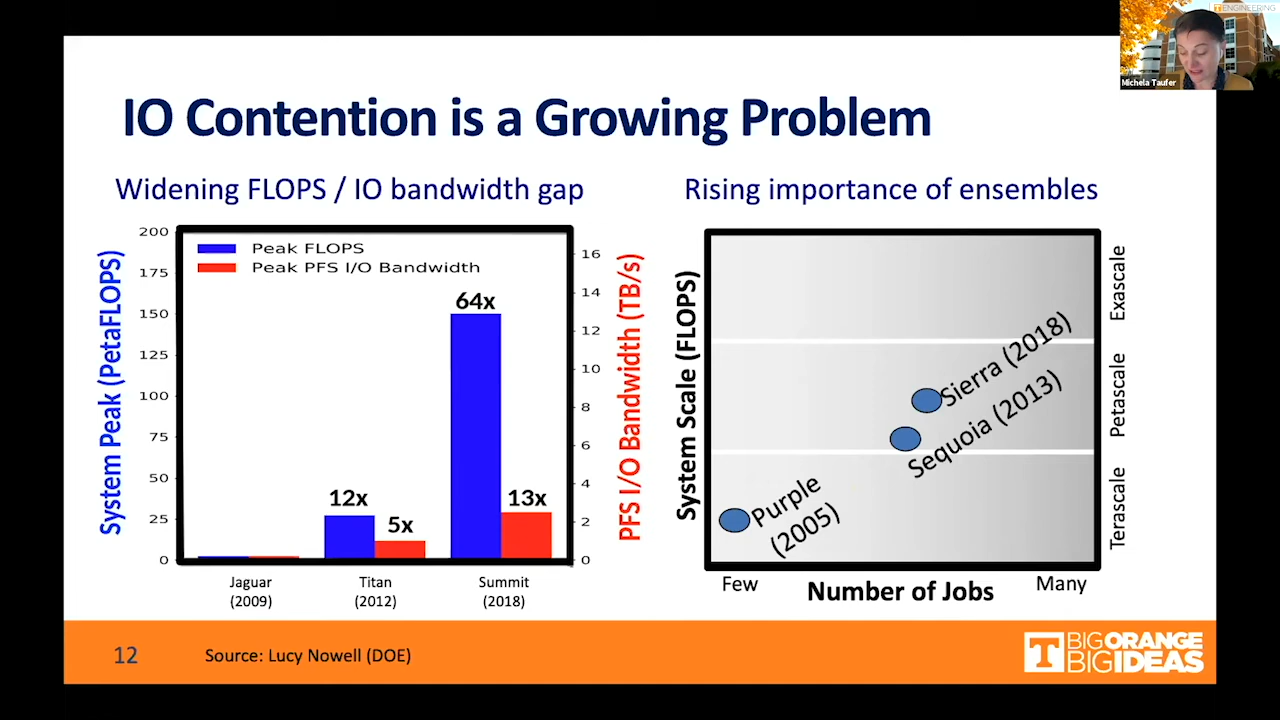 ENGINEERING
Michela Taufer
IO Contention is a Growing Problem
Widening FLOPS / IO bandwidth gap
System Peak (PetaFLOPS)
200
175
150
125
100
75
50
25
0
Peak FLOPS
Peak PFS I/O Bandwidth
12x
5x
64x
13x
16
14
12
10
8
6
4
2
0
PFS I/O Bandwidth (TB/s)
Jaguar
(2009)
Titan
(2012)
Summit
(2018)
Rising importance of ensembles
System Scale (FLOPS)
Sierra (2018)
Sequoia (2013)
Purple
(2005)
Exascale
Petascale
Terascale
Few
Number of Jobs
Many
12
Source: Lucy Nowell (DOE)
T
BIG ORANGE
BIG IDEAS